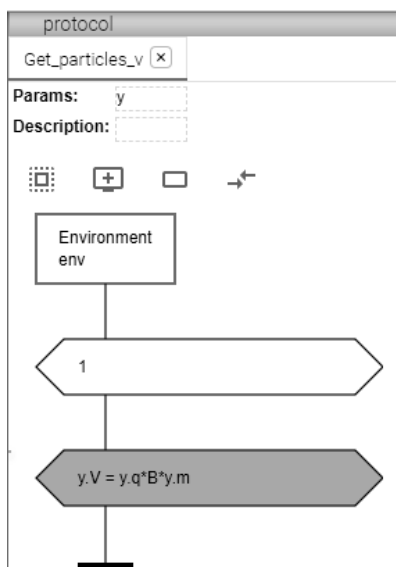 protocol
Get_particles_v
Params: y
Description:
Environment
env
1
y.V = y.q*B*y.m